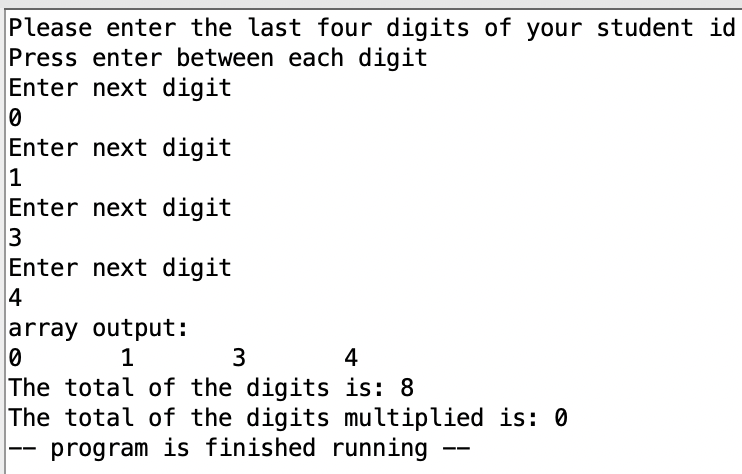 Please enter the last four digits of your student id
Press enter between each digit
Enter next digit
0
Enter next digit
1
Enter next digit
3
Enter next digit
4
array output:
0	1	3	4
The total of the digits is: 8
The total of the digits multiplied is: 0
-- program is finished running --